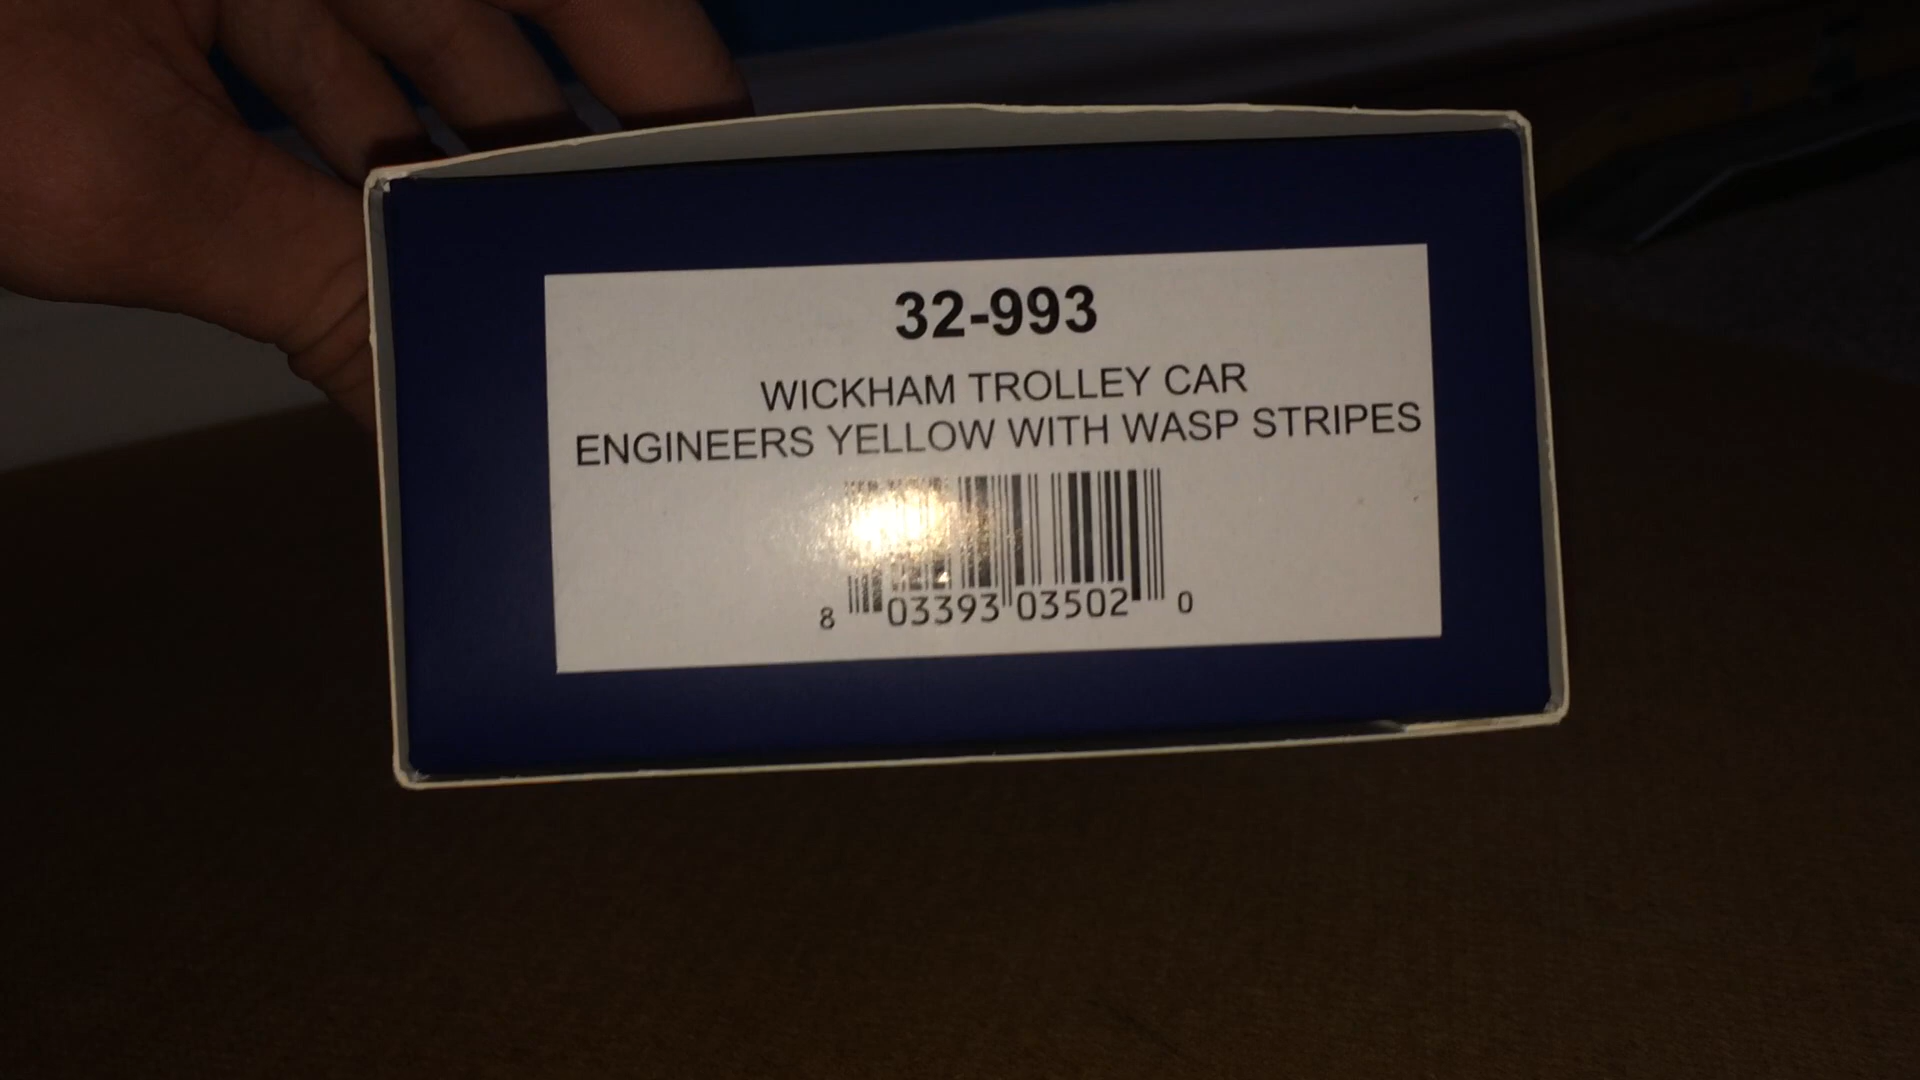 32-993
WICKHAM TROLLEY CAR
ENGINEERS YELLOW WITH WASP STRIPES
8 03393 03502 0